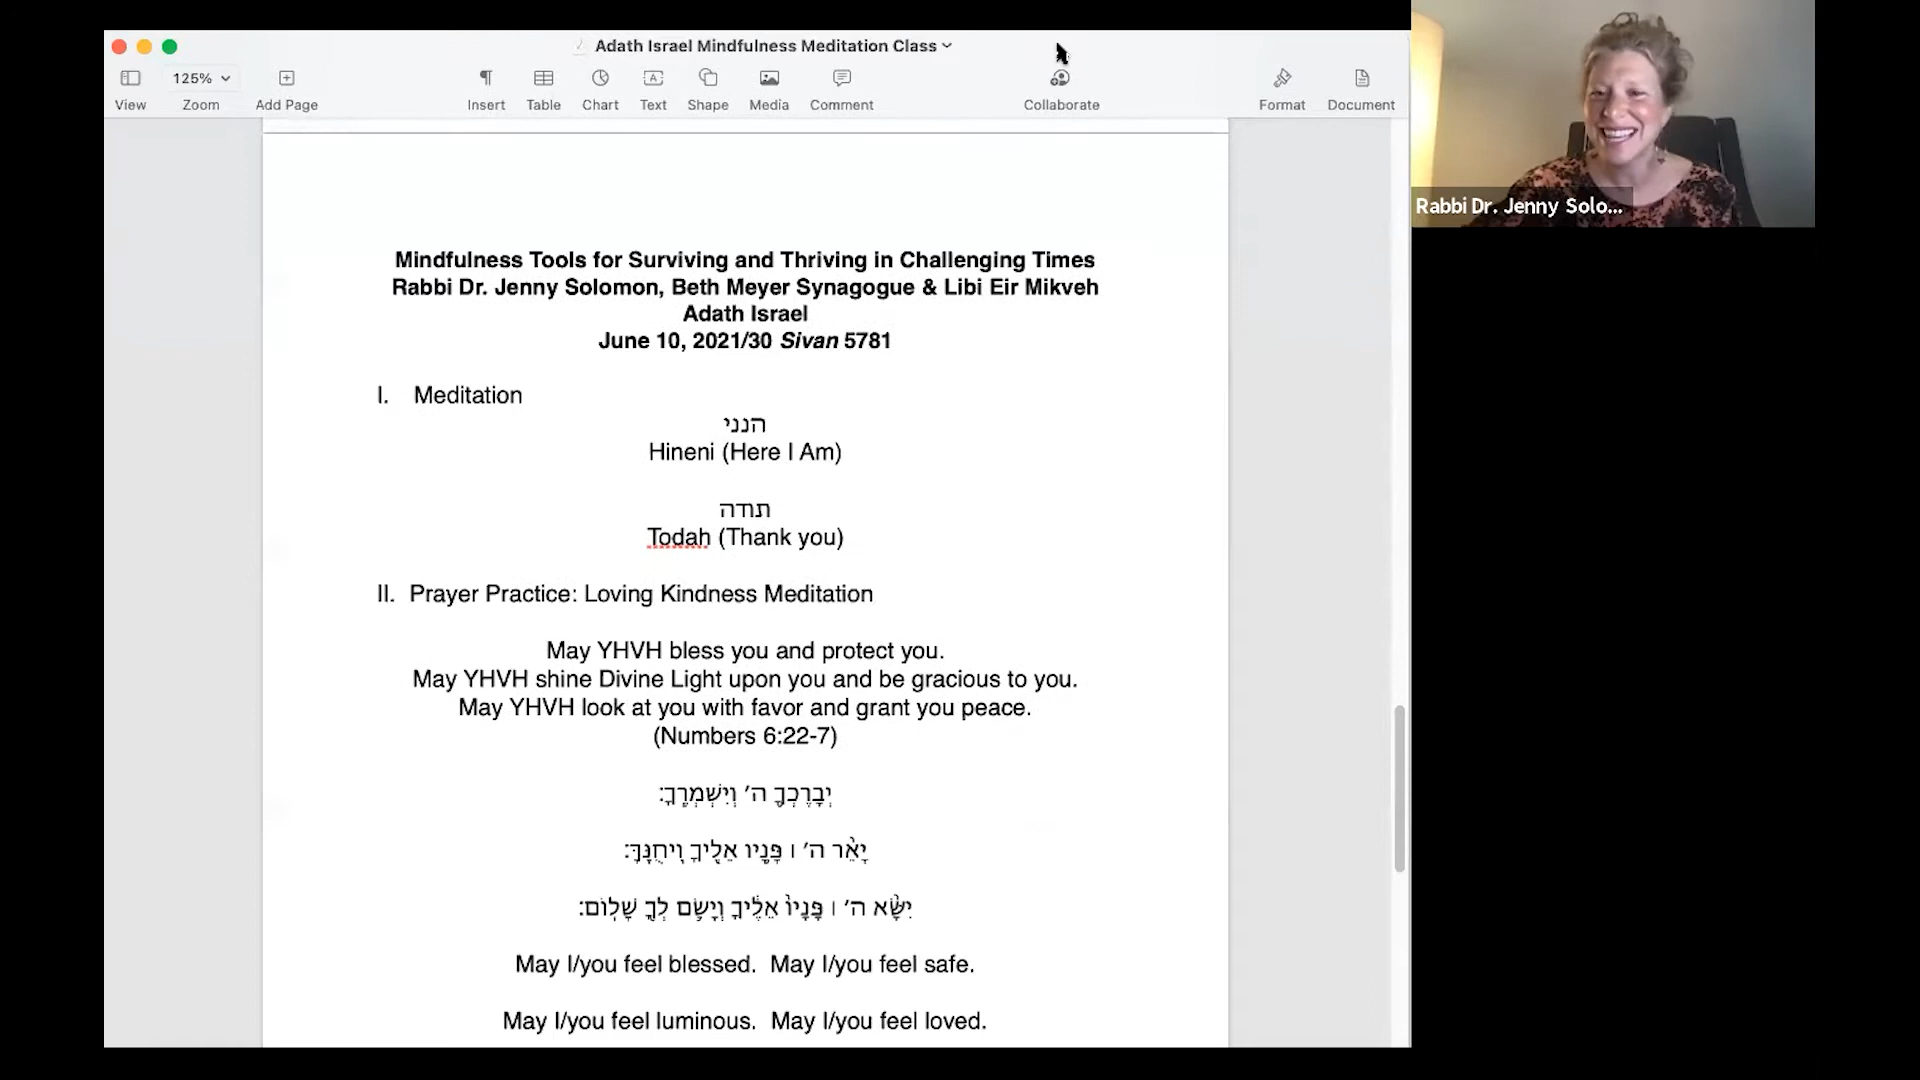 Adath Israel Mindfulness Meditation Class
125%
View Zoom Add Page Insert Table Chart Text Shape Media Comment Collaborate Format Document
Rabbi Dr. Jenny Solo...
Mindfulness Tools for Surviving and Thriving in Challenging Times
Rabbi Dr. Jenny Solomon, Beth Meyer Synagogue & Libi Eir Mikveh
Adath Israel
June 10, 2021/30 Sivan 5781
I. Meditation
הנני
Hineni (Here I Am)
תודה
Todah (Thank you)
II. Prayer Practice: Loving Kindness Meditation
May YHVH bless you and protect you.
May YHVH shine Divine Light upon you and be gracious to you.
May YHVH look at you with favor and grant you peace.
(Numbers 6:22-7)
יְבָרֶכְךָ֥ ה׳ וְיִשְׁמְרֶֽךָ׃
יָאֵ֨ר ה׳ ׀ פָּנָ֛יו אֵלֶ֖יךָ וִֽיחֻנֶּֽךָּ׃
יִשָּׂ֨א ה׳ ׀ פָּנָיו֙ אֵלֶ֔יךָ וְיָשֵׂ֥ם לְךָ֖ שָׁלֽוֹם׃
May I/you feel blessed. May I/you feel safe.
May I/you feel luminous. May I/you feel loved.